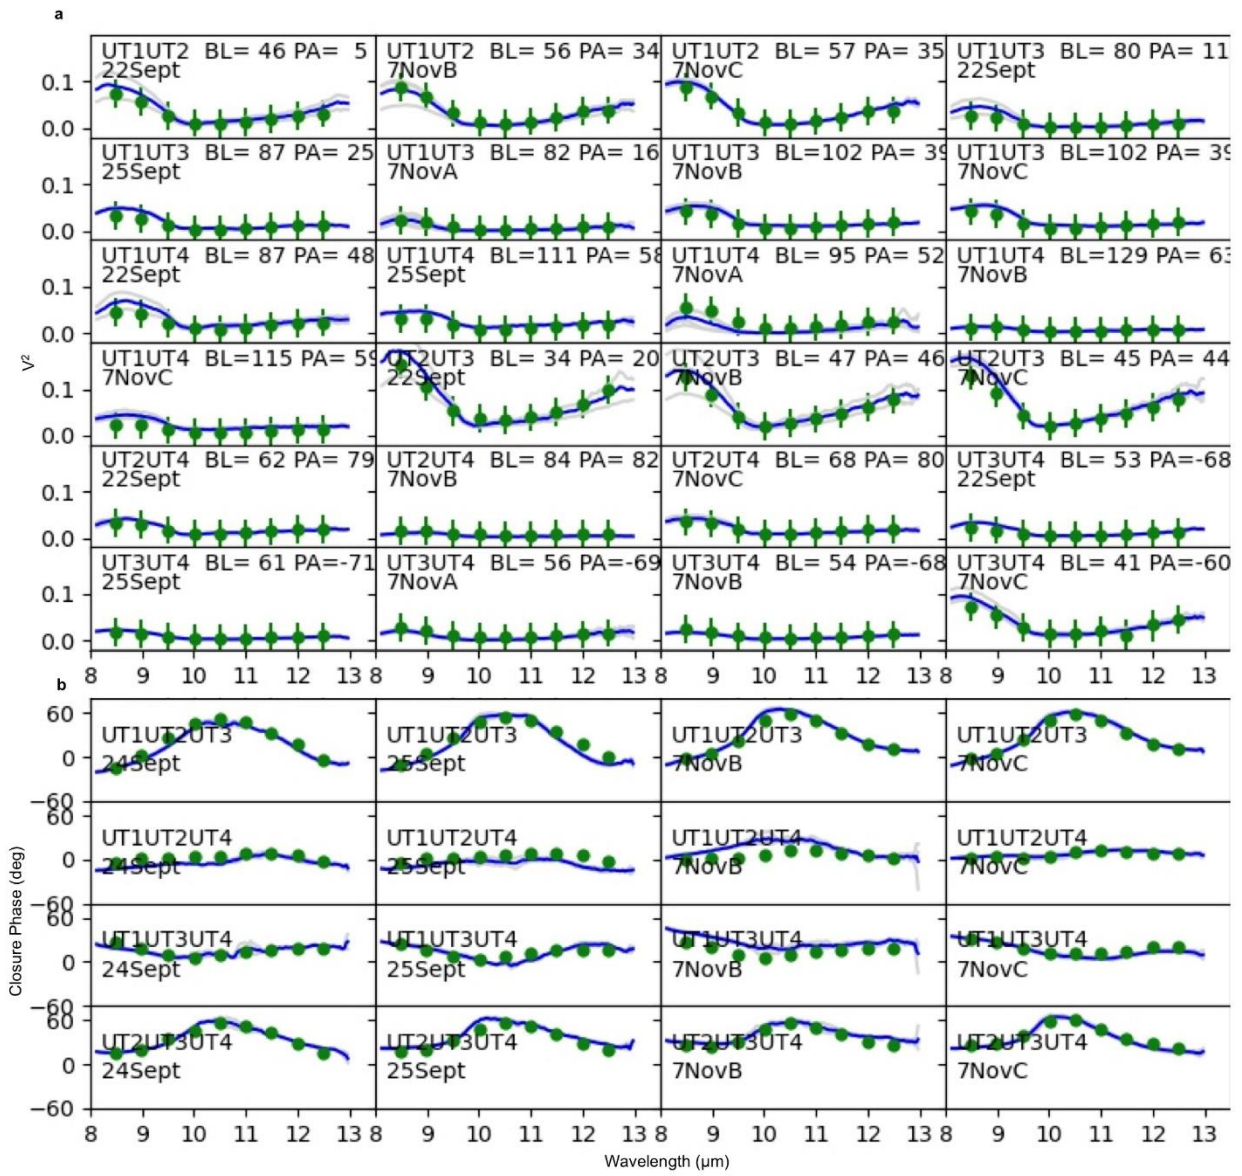 a
UT1UT2 BL= 46 PA= 5
22Sept
UT1UT2 BL= 56 PA= 34
7NovB
UT1UT2 BL= 57 PA= 35
7NovC
UT1UT3 BL= 80 PA= 11
22Sept
0.1
0.0
UT1UT3 BL= 87 PA= 25
25Sept
UT1UT3 BL= 82 PA= 16
7NovA
UT1UT3 BL=102 PA= 39
7NovB
UT1UT3 BL=102 PA= 39
7NovC
0.1
0.0
UT1UT4 BL= 87 PA= 48
22Sept
UT1UT4 BL=111 PA= 58
25Sept
UT1UT4 BL= 95 PA= 52
7NovA
UT1UT4 BL=129 PA= 63
7NovB
0.1
0.0
V²
UT1UT4 BL=115 PA= 59
7NovC
UT2UT3 BL= 34 PA= 20
22Sept
UT2UT3 BL= 47 PA= 46
7NovB
UT2UT3 BL= 45 PA= 44
7NovC
0.1
0.0
UT2UT4 BL= 62 PA= 79
22Sept
UT2UT4 BL= 84 PA= 82
7NovB
UT2UT4 BL= 68 PA= 80
7NovC
UT3UT4 BL= 53 PA=-68
22Sept
0.1
0.0
UT3UT4 BL= 61 PA=-71
25Sept
UT3UT4 BL= 56 PA=-69
7NovA
UT3UT4 BL= 54 PA=-68
7NovB
UT3UT4 BL= 41 PA=-60
7NovC
0.1
0.0
8 9 10 11 12 13 8 9 10 11 12 13 8 9 10 11 12 13 8 9 10 11 12 13
b
UT1UT2UT3
24Sept
UT1UT2UT3
25Sept
UT1UT2UT3
7NovB
UT1UT2UT3
7NovC
60
0
−60
UT1UT2UT4
24Sept
UT1UT2UT4
25Sept
UT1UT2UT4
7NovB
UT1UT2UT4
7NovC
60
0
−60
UT1UT3UT4
24Sept
UT1UT3UT4
25Sept
UT1UT3UT4
7NovB
UT1UT3UT4
7NovC
60
0
−60
UT2UT3UT4
24Sept
UT2UT3UT4
25Sept
UT2UT3UT4
7NovB
UT2UT3UT4
7NovC
60
0
−60
Closure Phase (deg)
8 9 10 11 12 13 8 9 10 11 12 13 8 9 10 11 12 13 8 9 10 11 12 13
Wavelength (μm)